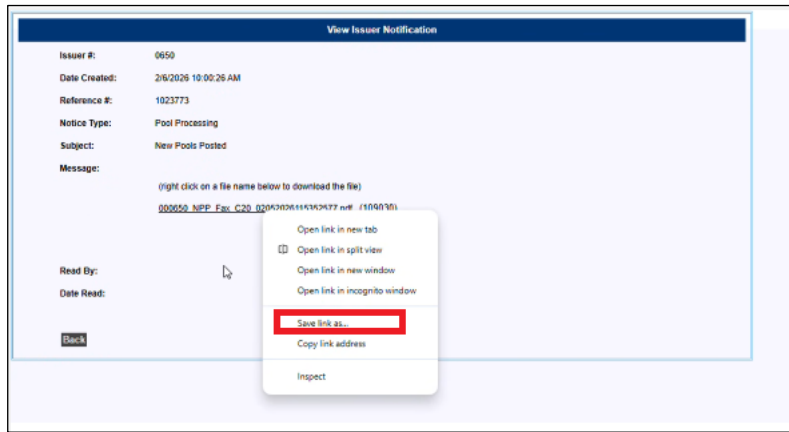 View Issuer Notification
Issuer #: 0650
Date Created: 2/6/2026 10:00:26 AM
Reference #: 1023773
Notice Type: Pool Processing
Subject: New Pools Posted
Message:
(right click on a file name below to download the file)
000650_NPP_Fax_C20_02052026115352577.pdf (109030)
Open link in new tab
Open link in split view
Open link in new window
Open link in incognito window
Save link as...
Copy link address
Inspect
Read By:
Date Read:
Back